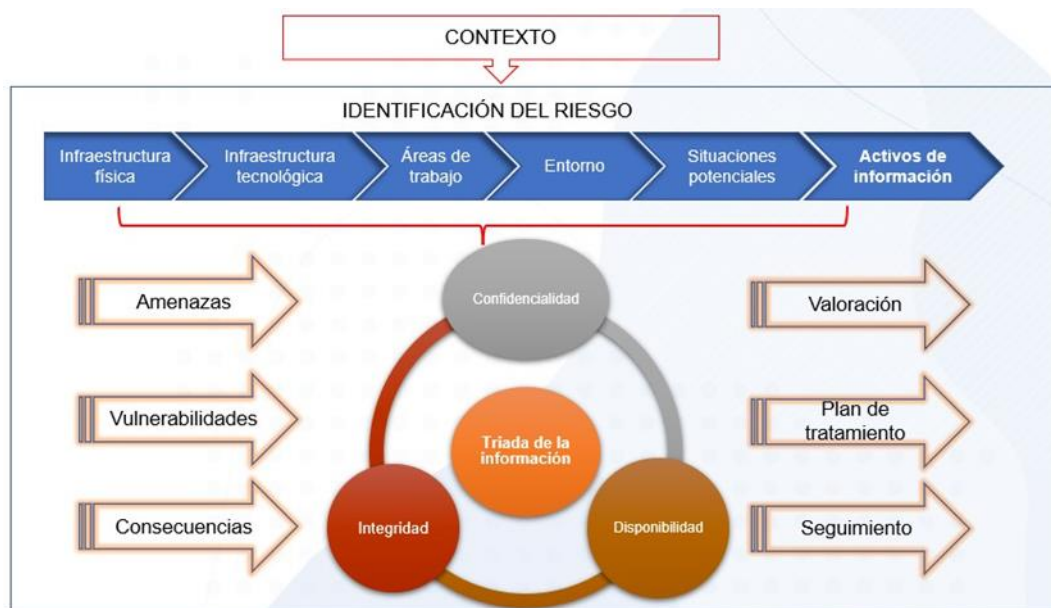 CONTEXTO
IDENTIFICACIÓN DEL RIESGO
Infraestructura
física
Infraestructura
tecnológica
Áreas de
trabajo
Entorno
Situaciones
potenciales
Activos de
información
Confidencialidad
Amenazas
Valoración
Vulnerabilidades
Triada de la
información
Plan de
tratamiento
Consecuencias
Integridad
Disponibilidad
Seguimiento